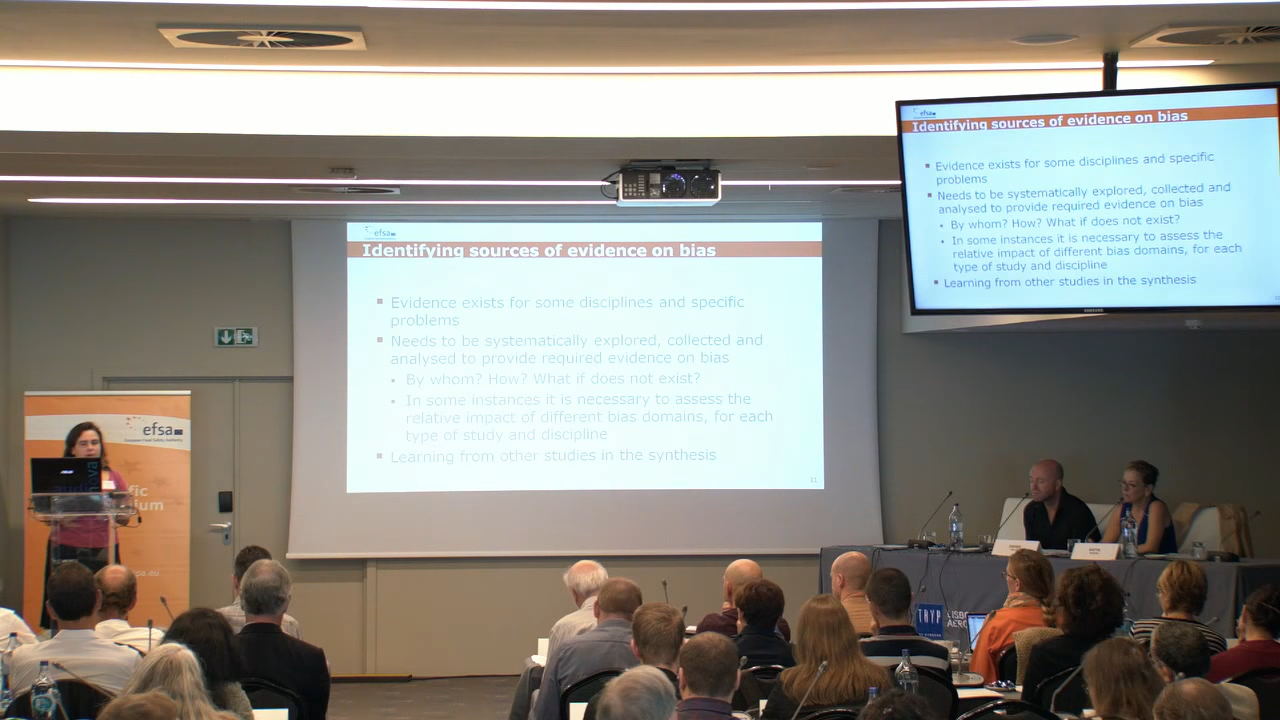 efsa
Identifying sources of evidence on bias
Evidence exists for some disciplines and specific
problems
Needs to be systematically explored, collected and
analysed to provide required evidence on bias
By whom? How? What if does not exist?
In some instances it is necessary to assess the
relative impact of different bias domains, for each
type of study and discipline
Learning from other studies in the synthesis
11
efsa
Identifying sources of evidence on bias
Evidence exists for some disciplines and specific
problems
Needs to be systematically explored, collected and
analysed to provide required evidence on bias
By whom? How? What if does not exist?
In some instances it is necessary to assess the
relative impact of different bias domains, for each
type of study and discipline
Learning from other studies in the synthesis
SAMSUNG
efsa
European Food Safety Authority
nova
TRYP